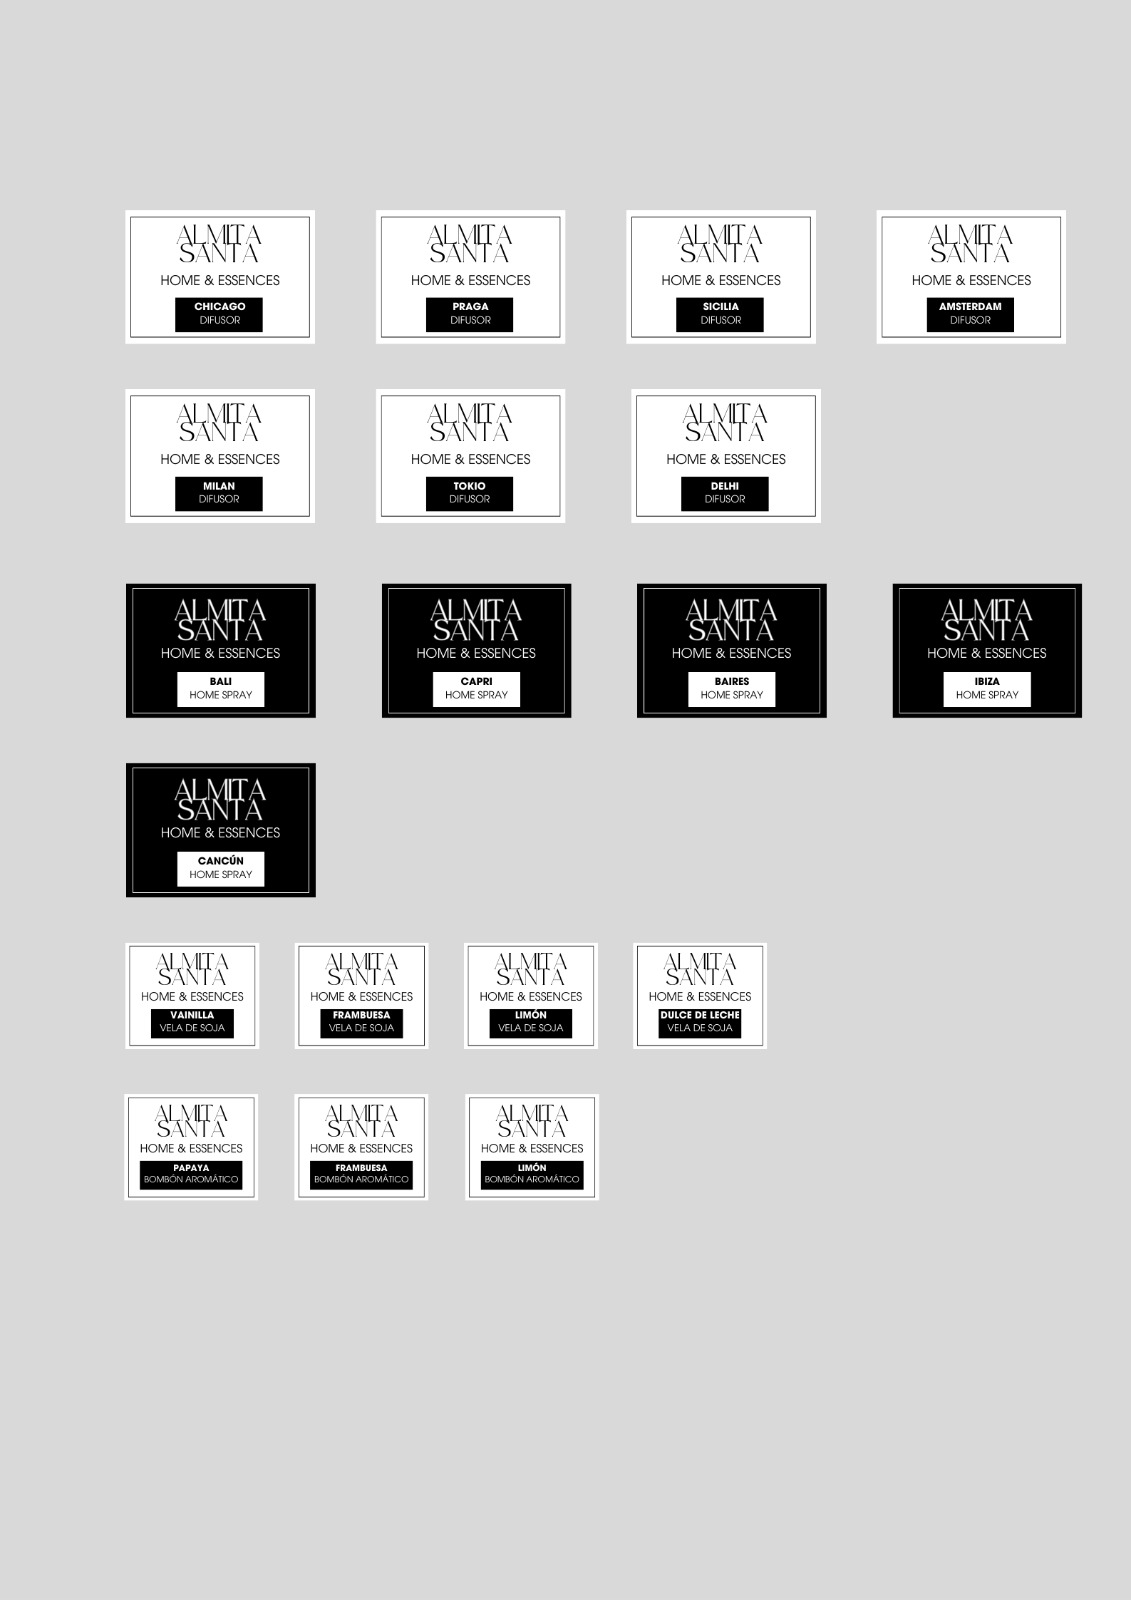 ALMITA
SANTA
HOME & ESSENCES
CHICAGO
DIFUSOR
ALMITA
SANTA
HOME & ESSENCES
PRAGA
DIFUSOR
ALMITA
SANTA
HOME & ESSENCES
SICILIA
DIFUSOR
ALMITA
SANTA
HOME & ESSENCES
AMSTERDAM
DIFUSOR
ALMITA
SANTA
HOME & ESSENCES
MILAN
DIFUSOR
ALMITA
SANTA
HOME & ESSENCES
TOKIO
DIFUSOR
ALMITA
SANTA
HOME & ESSENCES
DELHI
DIFUSOR
ALMITA
SANTA
HOME & ESSENCES
BALI
HOME SPRAY
ALMITA
SANTA
HOME & ESSENCES
CAPRI
HOME SPRAY
ALMITA
SANTA
HOME & ESSENCES
BAIRES
HOME SPRAY
ALMITA
SANTA
HOME & ESSENCES
IBIZA
HOME SPRAY
ALMITA
SANTA
HOME & ESSENCES
CANCÚN
HOME SPRAY
ALMITA
SANTA
HOME & ESSENCES
VAINILLA
VELA DE SOJA
ALMITA
SANTA
HOME & ESSENCES
FRAMBUESA
VELA DE SOJA
ALMITA
SANTA
HOME & ESSENCES
LIMÓN
VELA DE SOJA
ALMITA
SANTA
HOME & ESSENCES
DULCE DE LECHE
VELA DE SOJA
ALMITA
SANTA
HOME & ESSENCES
PAPAYA
BOMBÓN AROMÁTICO
ALMITA
SANTA
HOME & ESSENCES
FRAMBUESA
BOMBÓN AROMÁTICO
ALMITA
SANTA
HOME & ESSENCES
LIMÓN
BOMBÓN AROMÁTICO